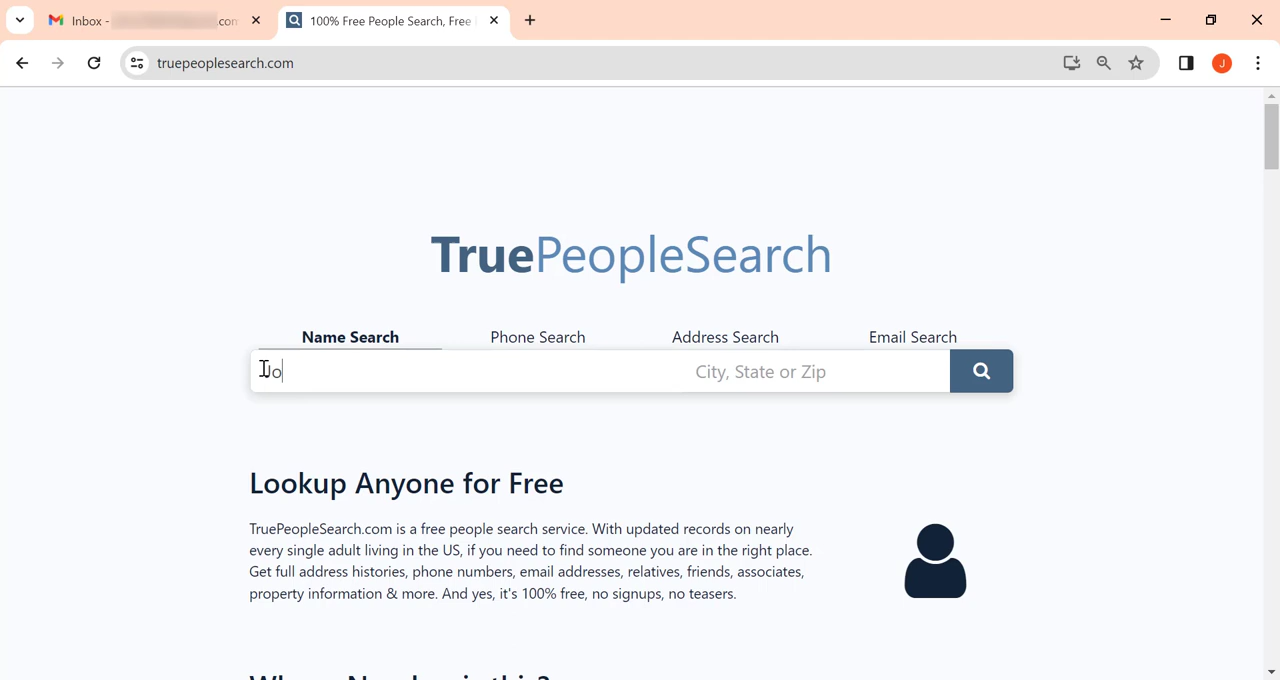 Inbox - com
100% Free People Search, Free
truepeoplesearch.com
J
TruePeopleSearch
Name Search Phone Search Address Search Email Search
Jo City, State or Zip
Lookup Anyone for Free
TruePeopleSearch.com is a free people search service. With updated records on nearly
every single adult living in the US, if you need to find someone you are in the right place.
Get full address histories, phone numbers, email addresses, relatives, friends, associates,
property information & more. And yes, it's 100% free, no signups, no teasers.